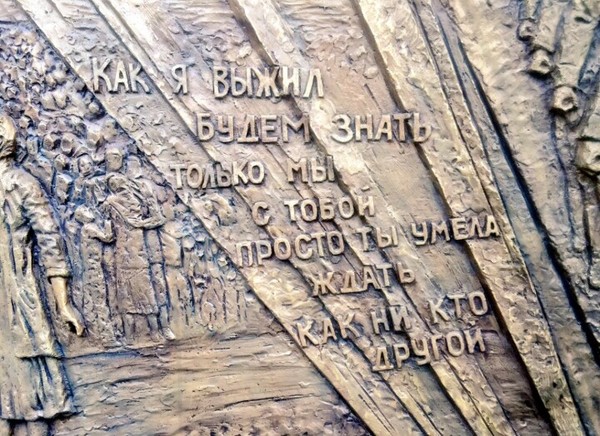 КАК Я ВЫЖИЛ
БУДЕМ ЗНАТЬ
ТОЛЬКО МЫ
С ТОБОЙ
ПРОСТО ТЫ УМЕЛА
ЖДАТЬ
КАК НИ КТО
ДРУГОЙ